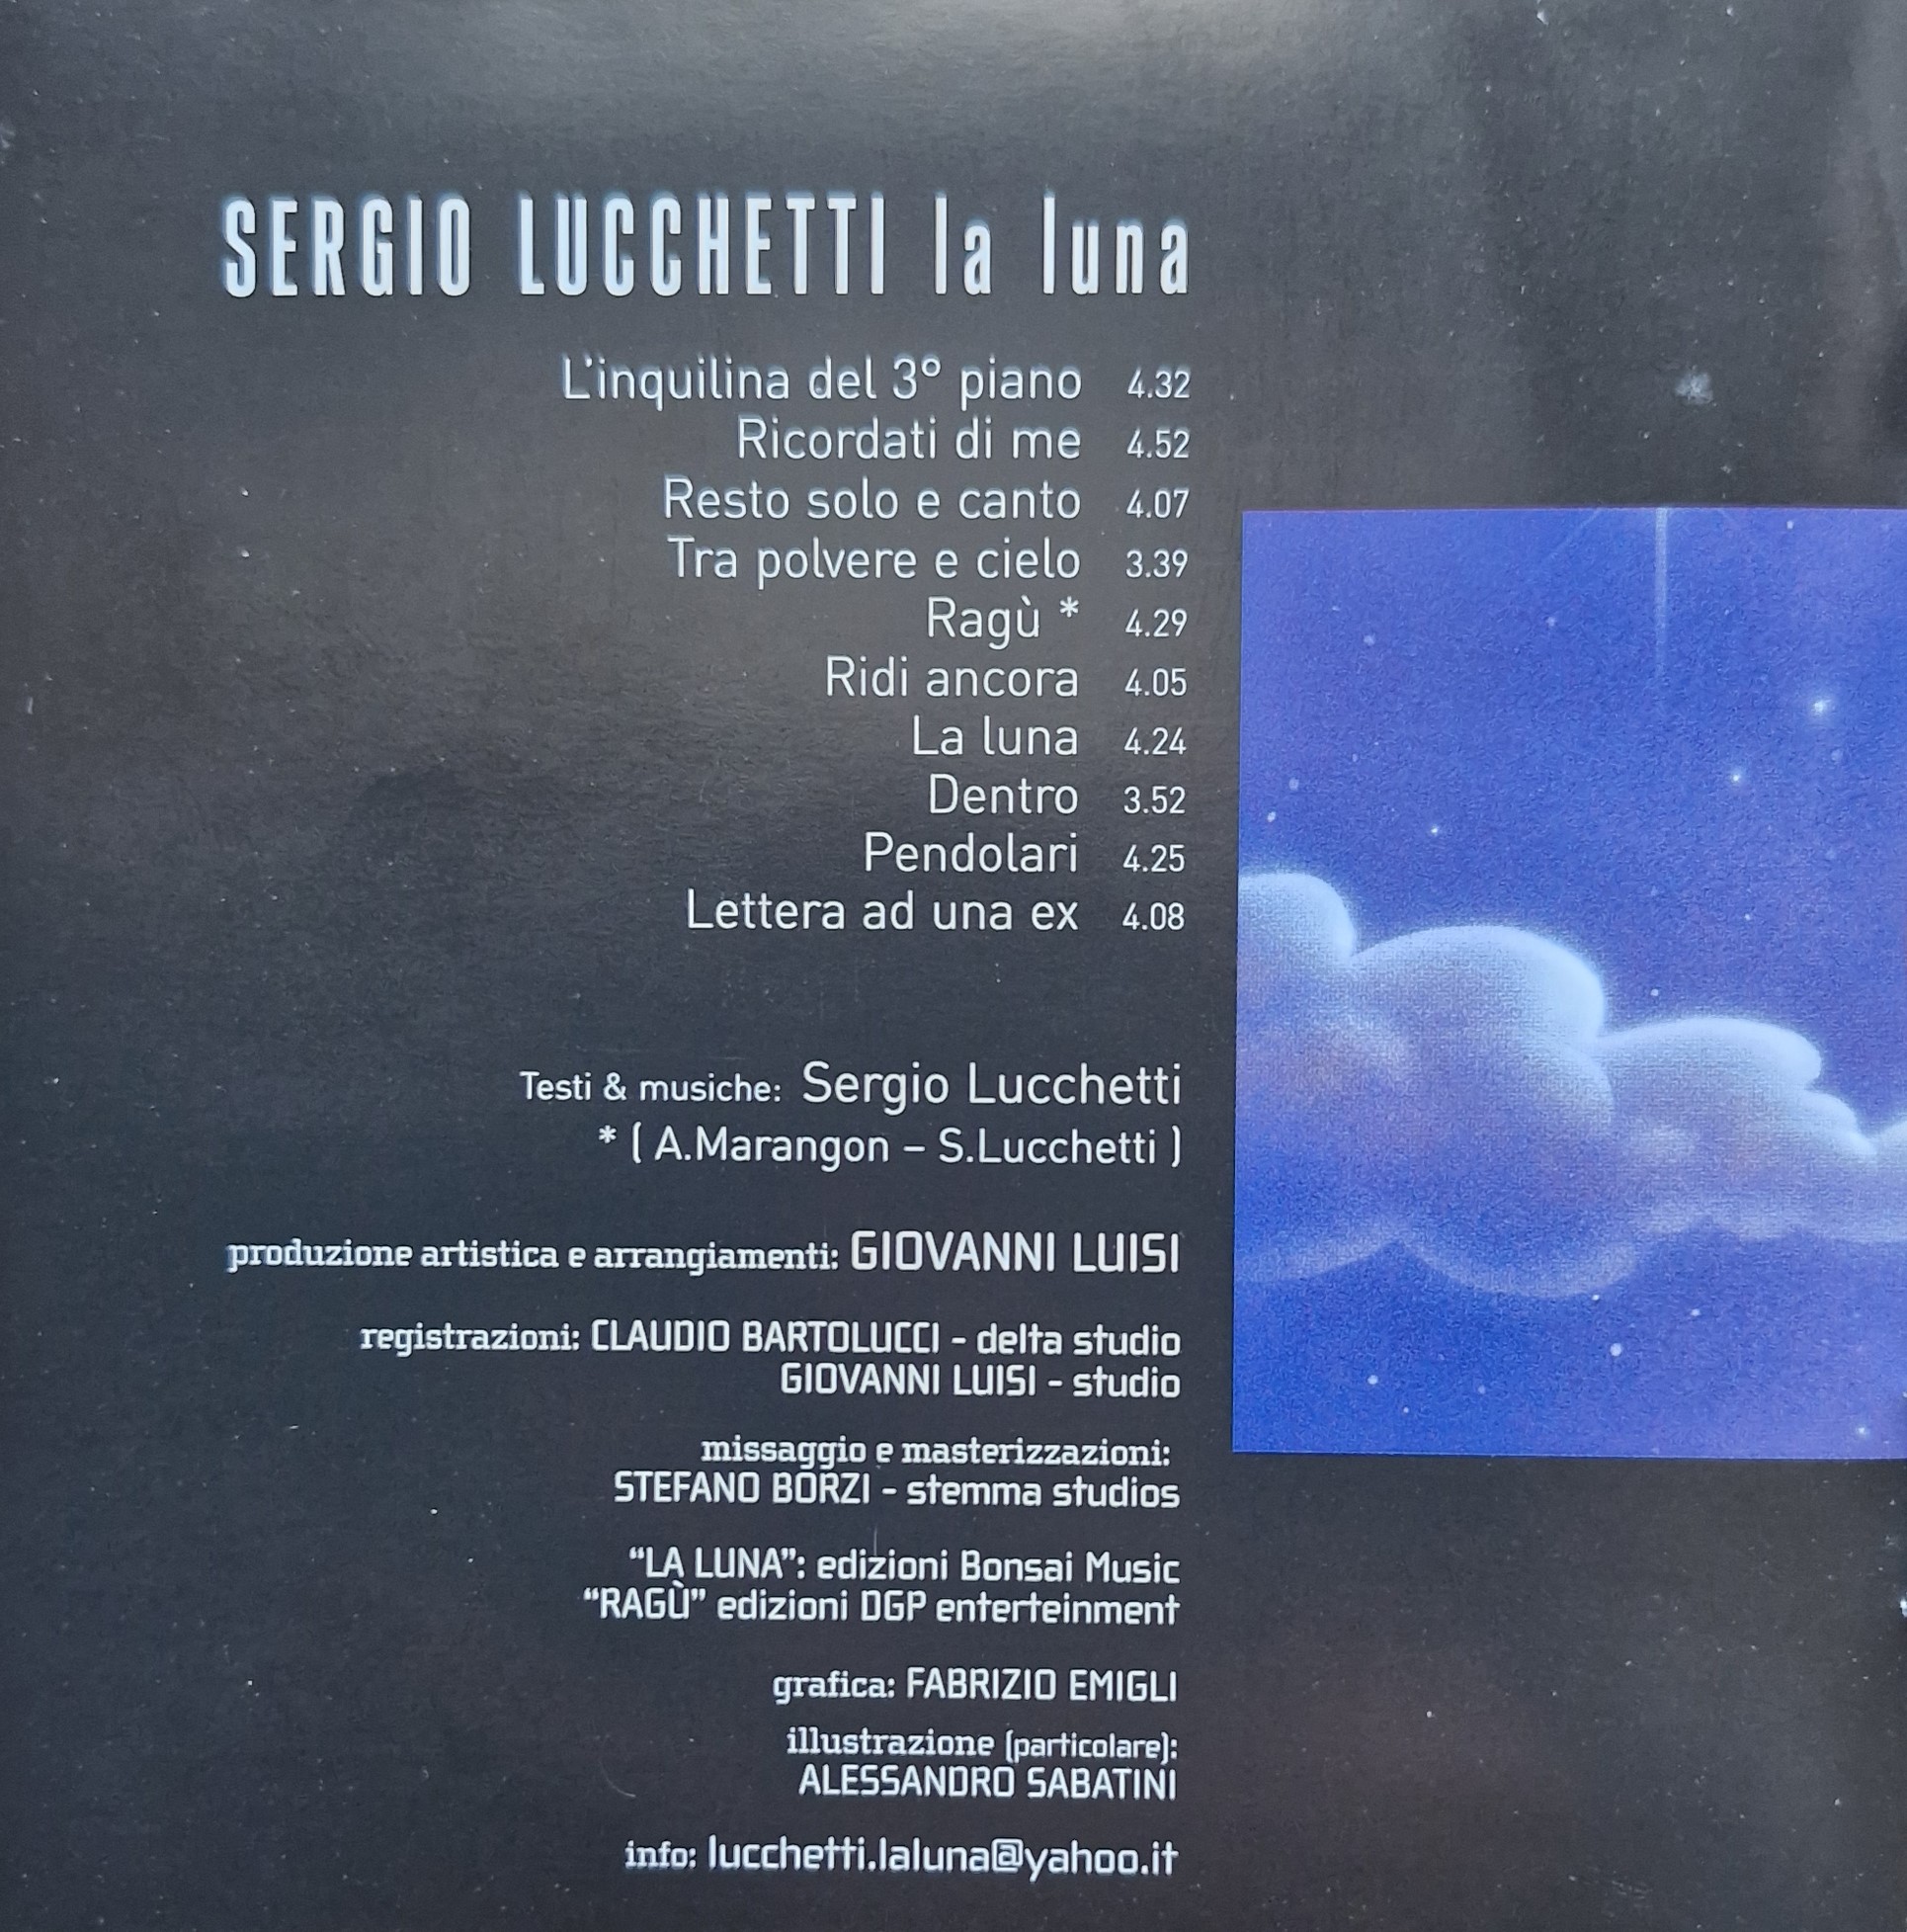 SERGIO LUCCHETTI la luna
L'inquilina del 3° piano 4.32
Ricordati di me 4.52
Resto solo e canto 4.07
Tra polvere e cielo 3.39
Ragù * 4.29
Ridi ancora 4.05
La luna 4.24
Dentro 3.52
Pendolari 4.25
Lettera ad una ex 4.08
Testi & musiche: Sergio Lucchetti
* ( A.Marangon – S.Lucchetti )
produzione artistica e arrangiamenti: GIOVANNI LUISI
registrazioni: CLAUDIO BARTOLUCCI - delta studio
GIOVANNI LUISI - studio
missaggio e masterizzazioni:
STEFANO BORZI - stemma studios
“LA LUNA”: edizioni Bonsai Music
“RAGÙ” edizioni DGP enterteinment
grafica: FABRIZIO EMIGLI
illustrazione (particolare):
ALESSANDRO SABATINI
info: lucchetti.laluna@yahoo.it